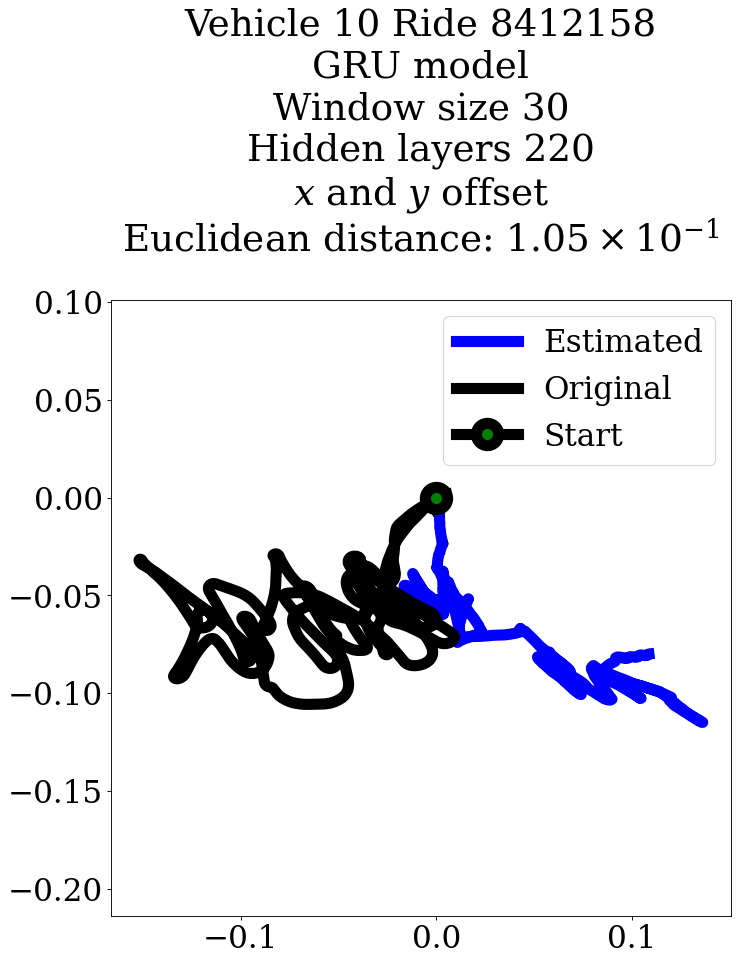 Vehicle 10 Ride 8412158
GRU model
Window size 30
Hidden layers 220
x and y offset
Euclidean distance: 1.05 × 10⁻¹
0.10
0.05
0.00
−0.05
−0.10
−0.15
−0.20
Estimated
Original
Start
−0.1 0.0 0.1